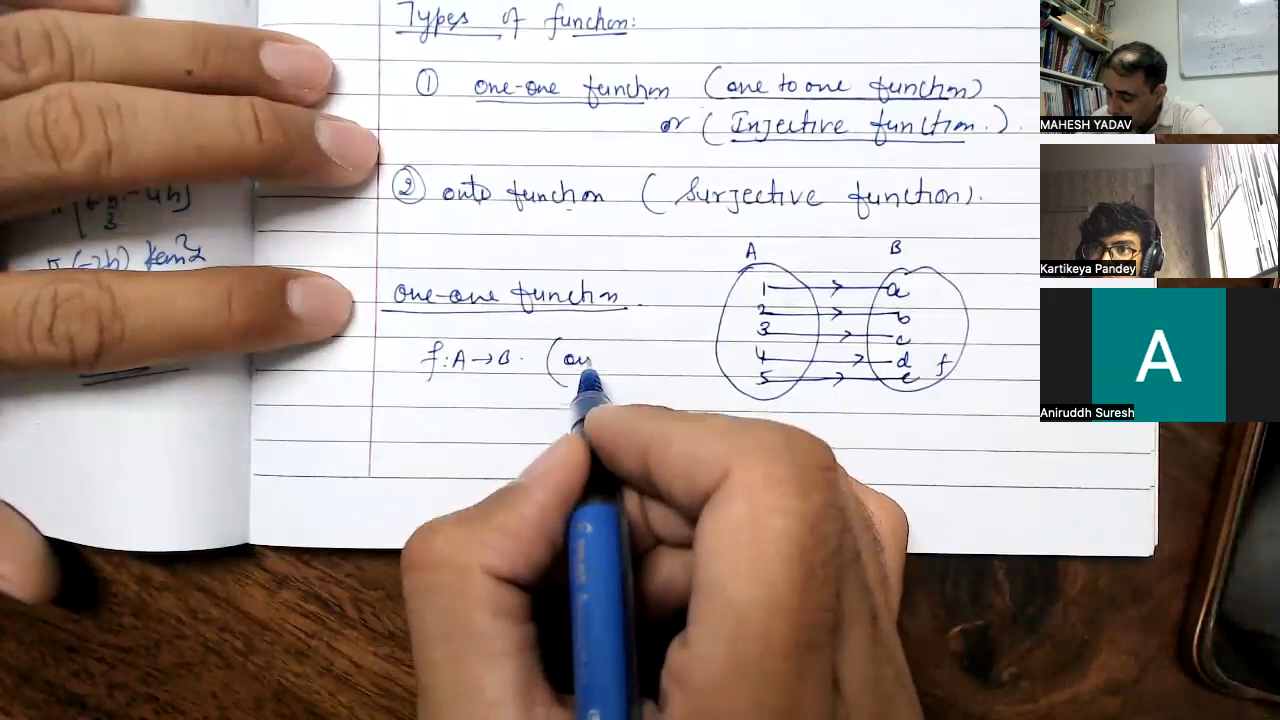 Types of function:
① one-one function (one to one function)
or (Injective function.).
② onto function (Surjective function).
A B
one-one function.
1 a
2 b
3 c
4 d f
5 e
f: A → B. (on
MAHESH YADAV
Kartikeya Pandey
A
Aniruddh Suresh